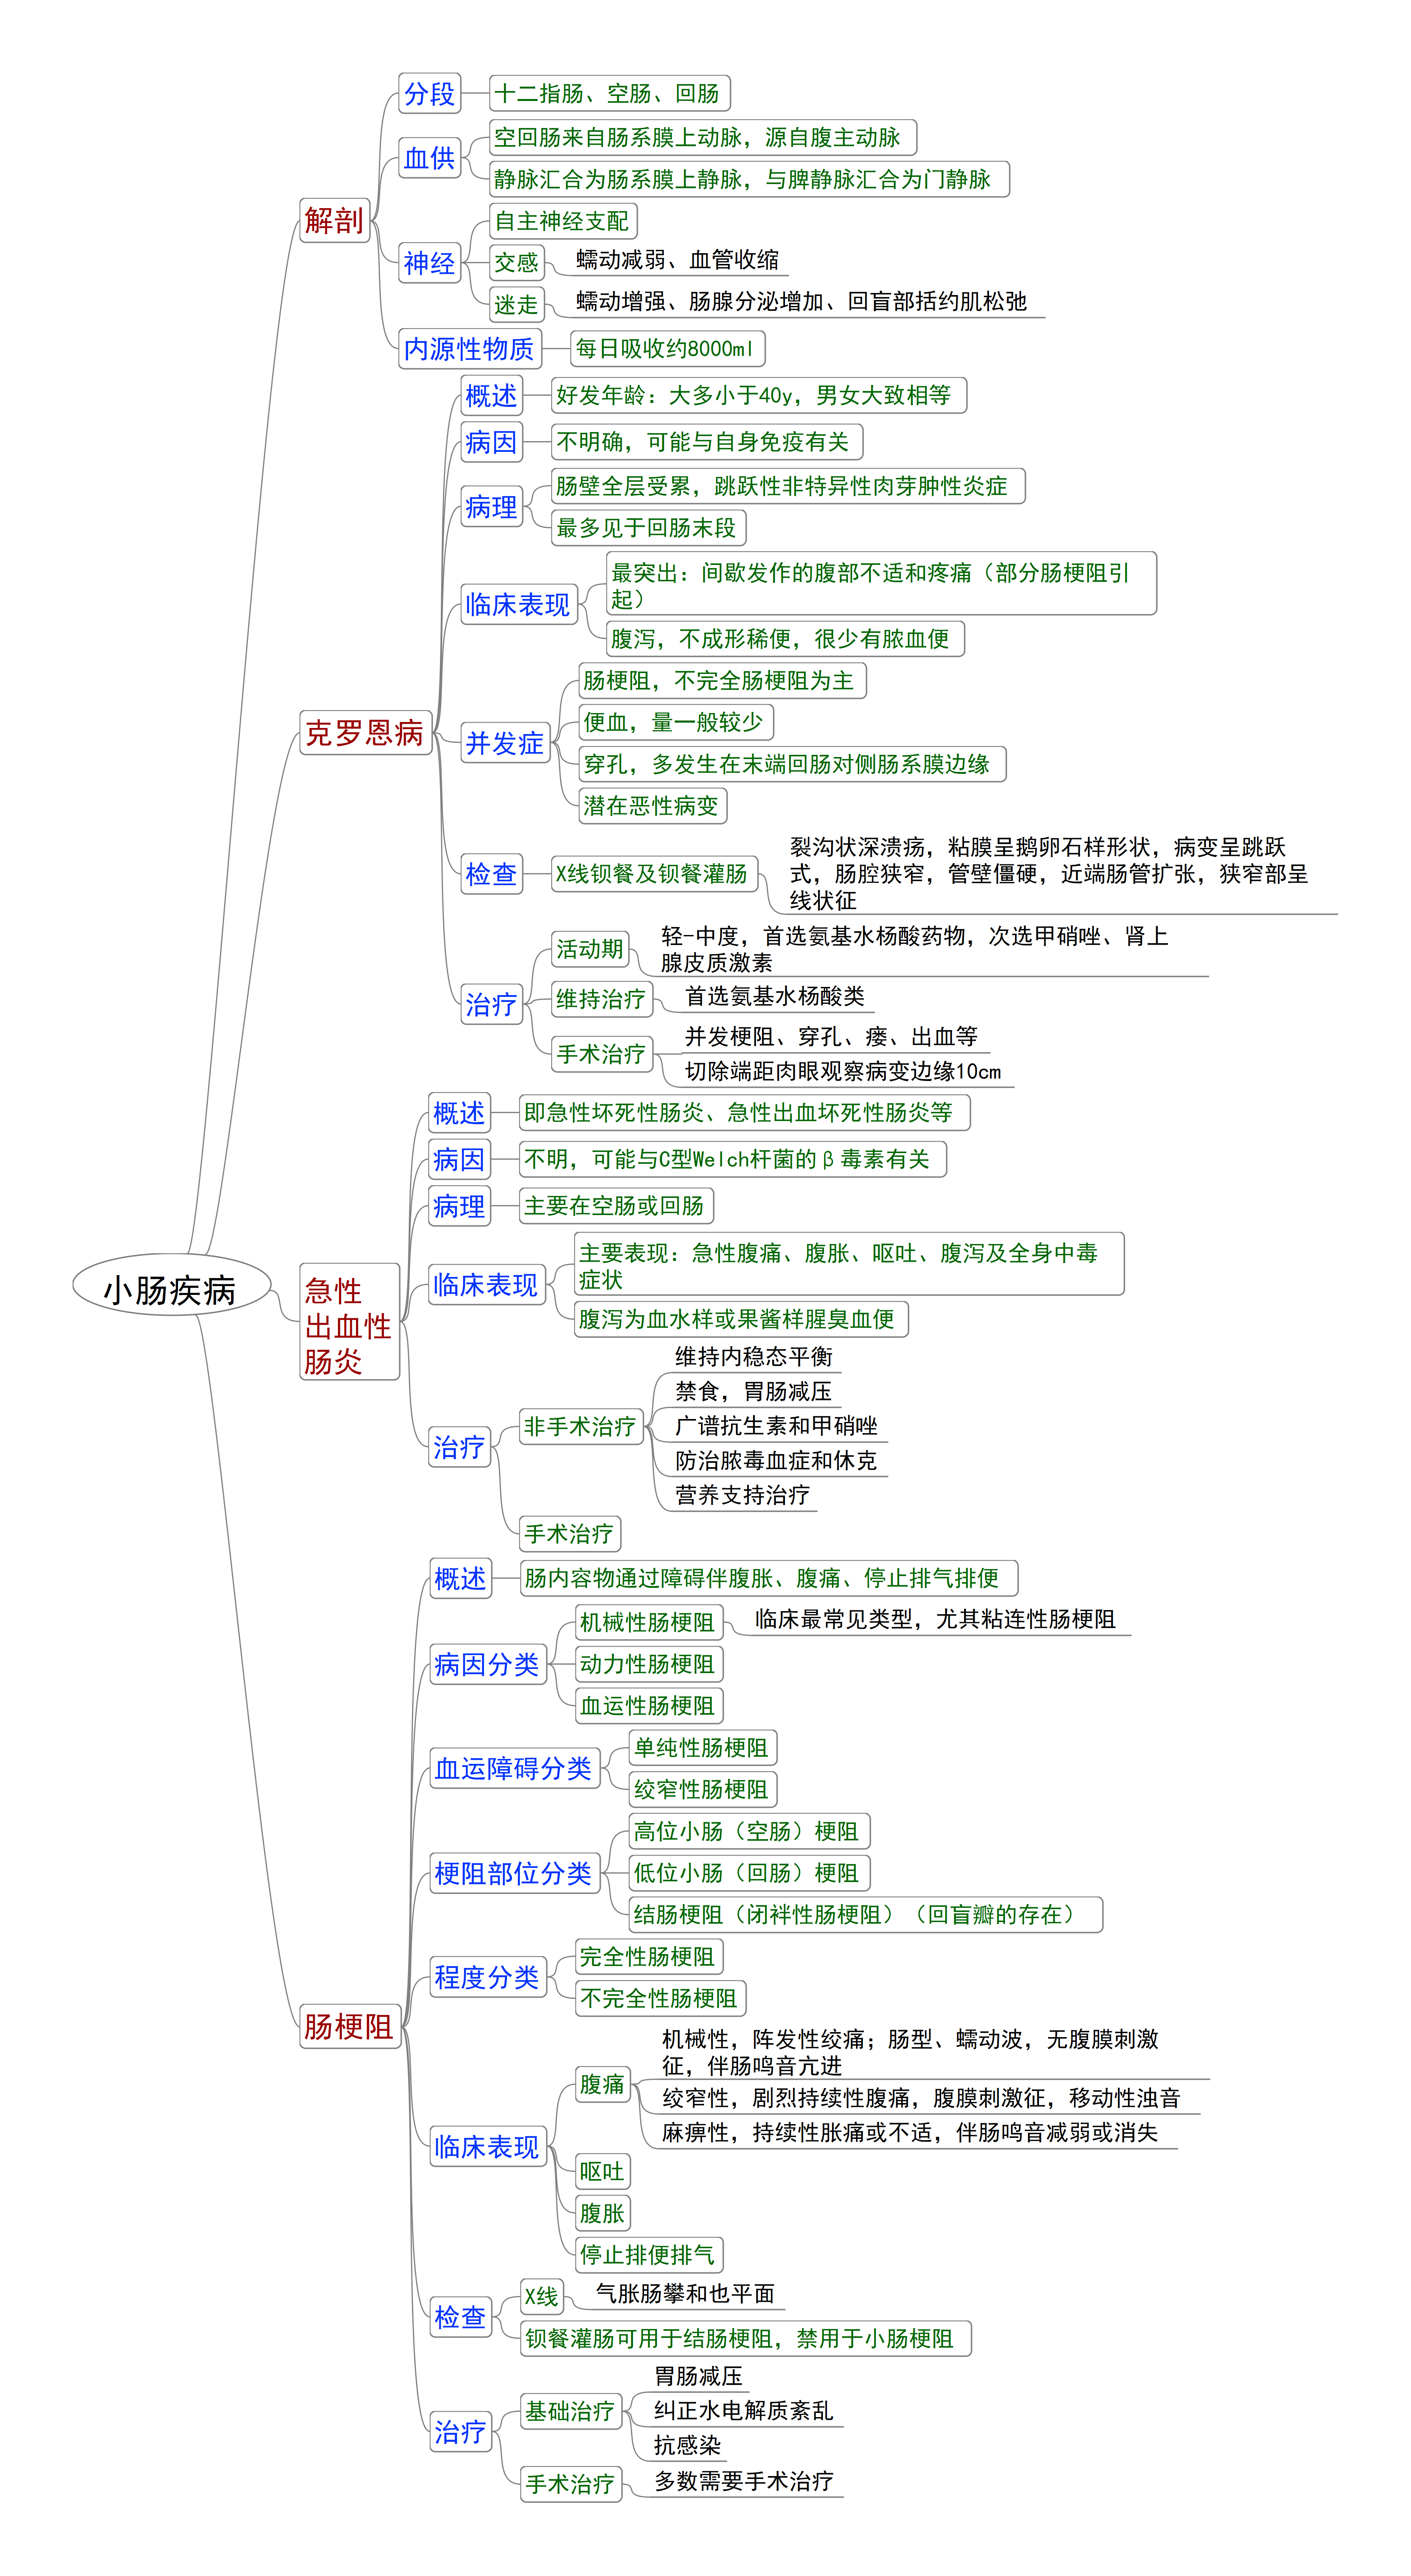 小肠疾病
解剖
分段
十二指肠、空肠、回肠
血供
空回肠来自肠系膜上动脉，源自腹主动脉
静脉汇合为肠系膜上静脉，与脾静脉汇合为门静脉
神经
自主神经支配
交感
蠕动减弱、血管收缩
迷走
蠕动增强、肠腺分泌增加、回盲部括约肌松弛
内源性物质
每日吸收约8000ml
克罗恩病
概述
好发年龄：大多小于40y，男女大致相等
病因
不明确，可能与自身免疫有关
病理
肠壁全层受累，跳跃性非特异性肉芽肿性炎症
最多见于回肠末段
临床表现
最突出：间歇发作的腹部不适和疼痛（部分肠梗阻引
起）
腹泻，不成形稀便，很少有脓血便
并发症
肠梗阻，不完全肠梗阻为主
便血，量一般较少
穿孔，多发生在末端回肠对侧肠系膜边缘
潜在恶性病变
检查
X线钡餐及钡餐灌肠
裂沟状深溃疡，粘膜呈鹅卵石样形状，病变呈跳跃
式，肠腔狭窄，管壁僵硬，近端肠管扩张，狭窄部呈
线状征
治疗
活动期
轻-中度，首选氨基水杨酸药物，次选甲硝唑、肾上
腺皮质激素
维持治疗
首选氨基水杨酸类
手术治疗
并发梗阻、穿孔、瘘、出血等
切除端距肉眼观察病变边缘10cm
急性
出血性
肠炎
概述
即急性坏死性肠炎、急性出血坏死性肠炎等
病因
不明，可能与C型Welch杆菌的β毒素有关
病理
主要在空肠或回肠
临床表现
主要表现：急性腹痛、腹胀、呕吐、腹泻及全身中毒
症状
腹泻为血水样或果酱样腥臭血便
治疗
非手术治疗
维持内稳态平衡
禁食，胃肠减压
广谱抗生素和甲硝唑
防治脓毒血症和休克
营养支持治疗
手术治疗
肠梗阻
概述
肠内容物通过障碍伴腹胀、腹痛、停止排气排便
病因分类
机械性肠梗阻
临床最常见类型，尤其粘连性肠梗阻
动力性肠梗阻
血运性肠梗阻
血运障碍分类
单纯性肠梗阻
绞窄性肠梗阻
梗阻部位分类
高位小肠（空肠）梗阻
低位小肠（回肠）梗阻
结肠梗阻（闭袢性肠梗阻）（回盲瓣的存在）
程度分类
完全性肠梗阻
不完全性肠梗阻
临床表现
腹痛
机械性，阵发性绞痛；肠型、蠕动波，无腹膜刺激
征，伴肠鸣音亢进
绞窄性，剧烈持续性腹痛，腹膜刺激征，移动性浊音
麻痹性，持续性胀痛或不适，伴肠鸣音减弱或消失
呕吐
腹胀
停止排便排气
检查
X线
气胀肠攀和也平面
钡餐灌肠可用于结肠梗阻，禁用于小肠梗阻
治疗
基础治疗
胃肠减压
纠正水电解质紊乱
抗感染
手术治疗
多数需要手术治疗